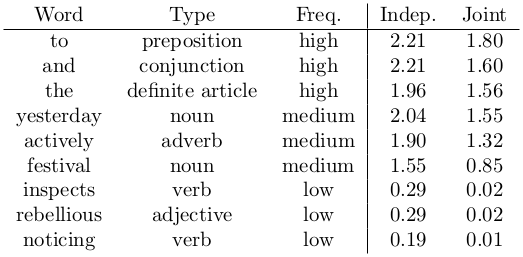 Word Type Freq. Indep. Joint
to preposition high 2.21 1.80
and conjunction high 2.21 1.60
the definite article high 1.96 1.56
yesterday noun medium 2.04 1.55
actively adverb medium 1.90 1.32
festival noun medium 1.55 0.85
inspects verb low 0.29 0.02
rebellious adjective low 0.29 0.02
noticing verb low 0.19 0.01